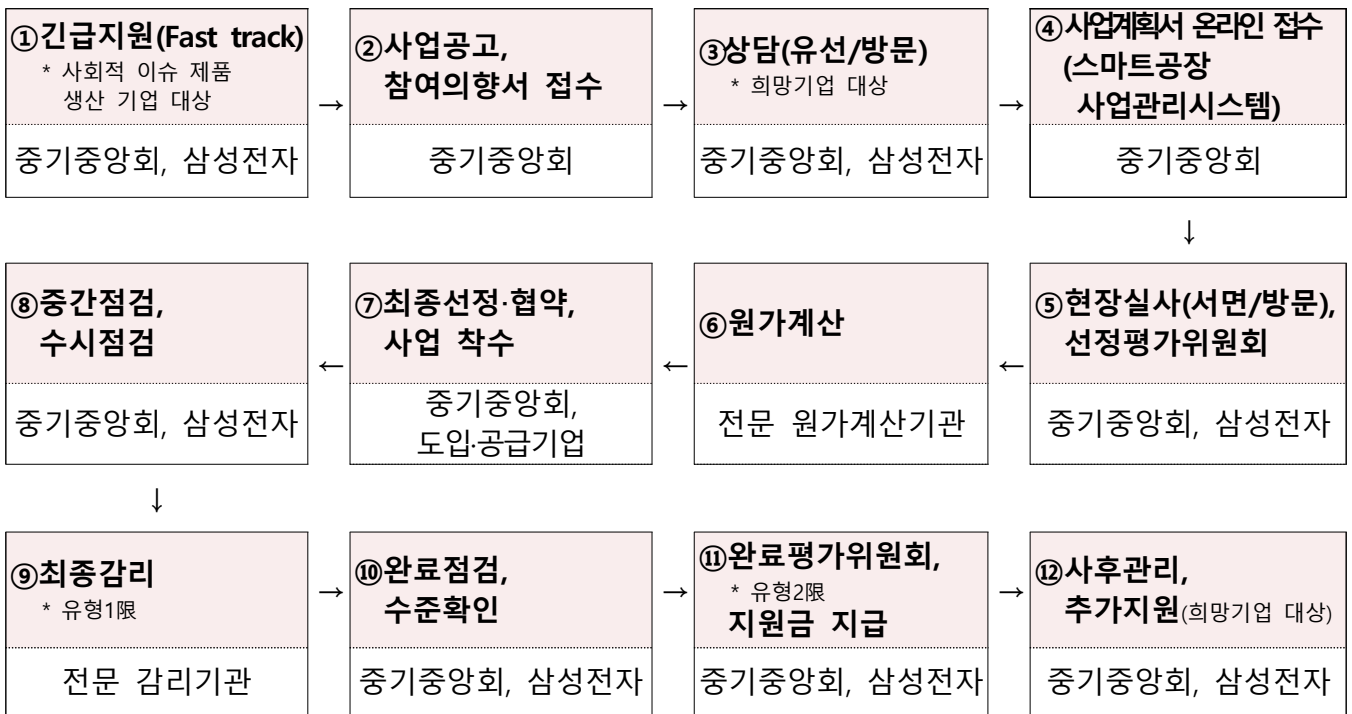 ①긴급지원(Fast track)
* 사회적 이슈 제품
생산 기업 대상
중기중앙회, 삼성전자
→
②사업공고,
참여의향서 접수
중기중앙회
→
③상담(유선/방문)
* 희망기업 대상
중기중앙회, 삼성전자
→
④사업계획서 온라인 접수
(스마트공장
사업관리시스템)
중기중앙회
↓
⑤현장실사(서면/방문),
선정평가위원회
중기중앙회, 삼성전자
←
⑥원가계산
전문 원가계산기관
←
⑦최종선정·협약,
사업 착수
중기중앙회,
도입·공급기업
←
⑧중간점검,
수시점검
중기중앙회, 삼성전자
↓
⑨최종감리
* 유형1限
전문 감리기관
→
⑩완료점검,
수준확인
중기중앙회, 삼성전자
→
⑪완료평가위원회,
* 유형2限
지원금 지급
중기중앙회, 삼성전자
→
⑫사후관리,
추가지원(희망기업 대상)
중기중앙회, 삼성전자